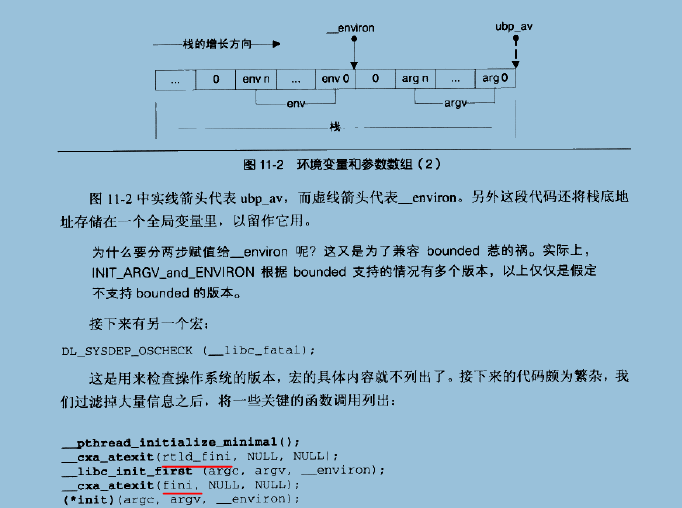 __environ
ubp_av
栈的增长方向
... 0 env n ... env 0 0 arg n ... arg 0
env
argv
栈
图 11-2 环境变量和参数数组（2）
图 11-2 中实线箭头代表 ubp_av，而虚线箭头代表__environ。另外这段代码还将栈底地
址存储在一个全局变量里，以留作它用。
为什么要分两步赋值给__environ 呢？这又是为了兼容 bounded 惹的祸。实际上，
INIT_ARGV_and_ENVIRON 根据 bounded 支持的情况有多个版本，以上仅仅是假定
不支持 bounded 的版本。
接下来有另一个宏：
DL_SYSDEP_OSCHECK (__libc_fatal);
这是用来检查操作系统的版本，宏的具体内容就不列出了。接下来的代码颇为繁杂，我
们过滤掉大量信息之后，将一些关键的函数调用列出：
__pthread_initialize_minimal();
__cxa_atexit(rtld_fini, NULL, NULL);
__libc_init_first (argc, argv, __environ);
__cxa_atexit(fini, NULL, NULL);
(*init)(argc, argv, __environ);